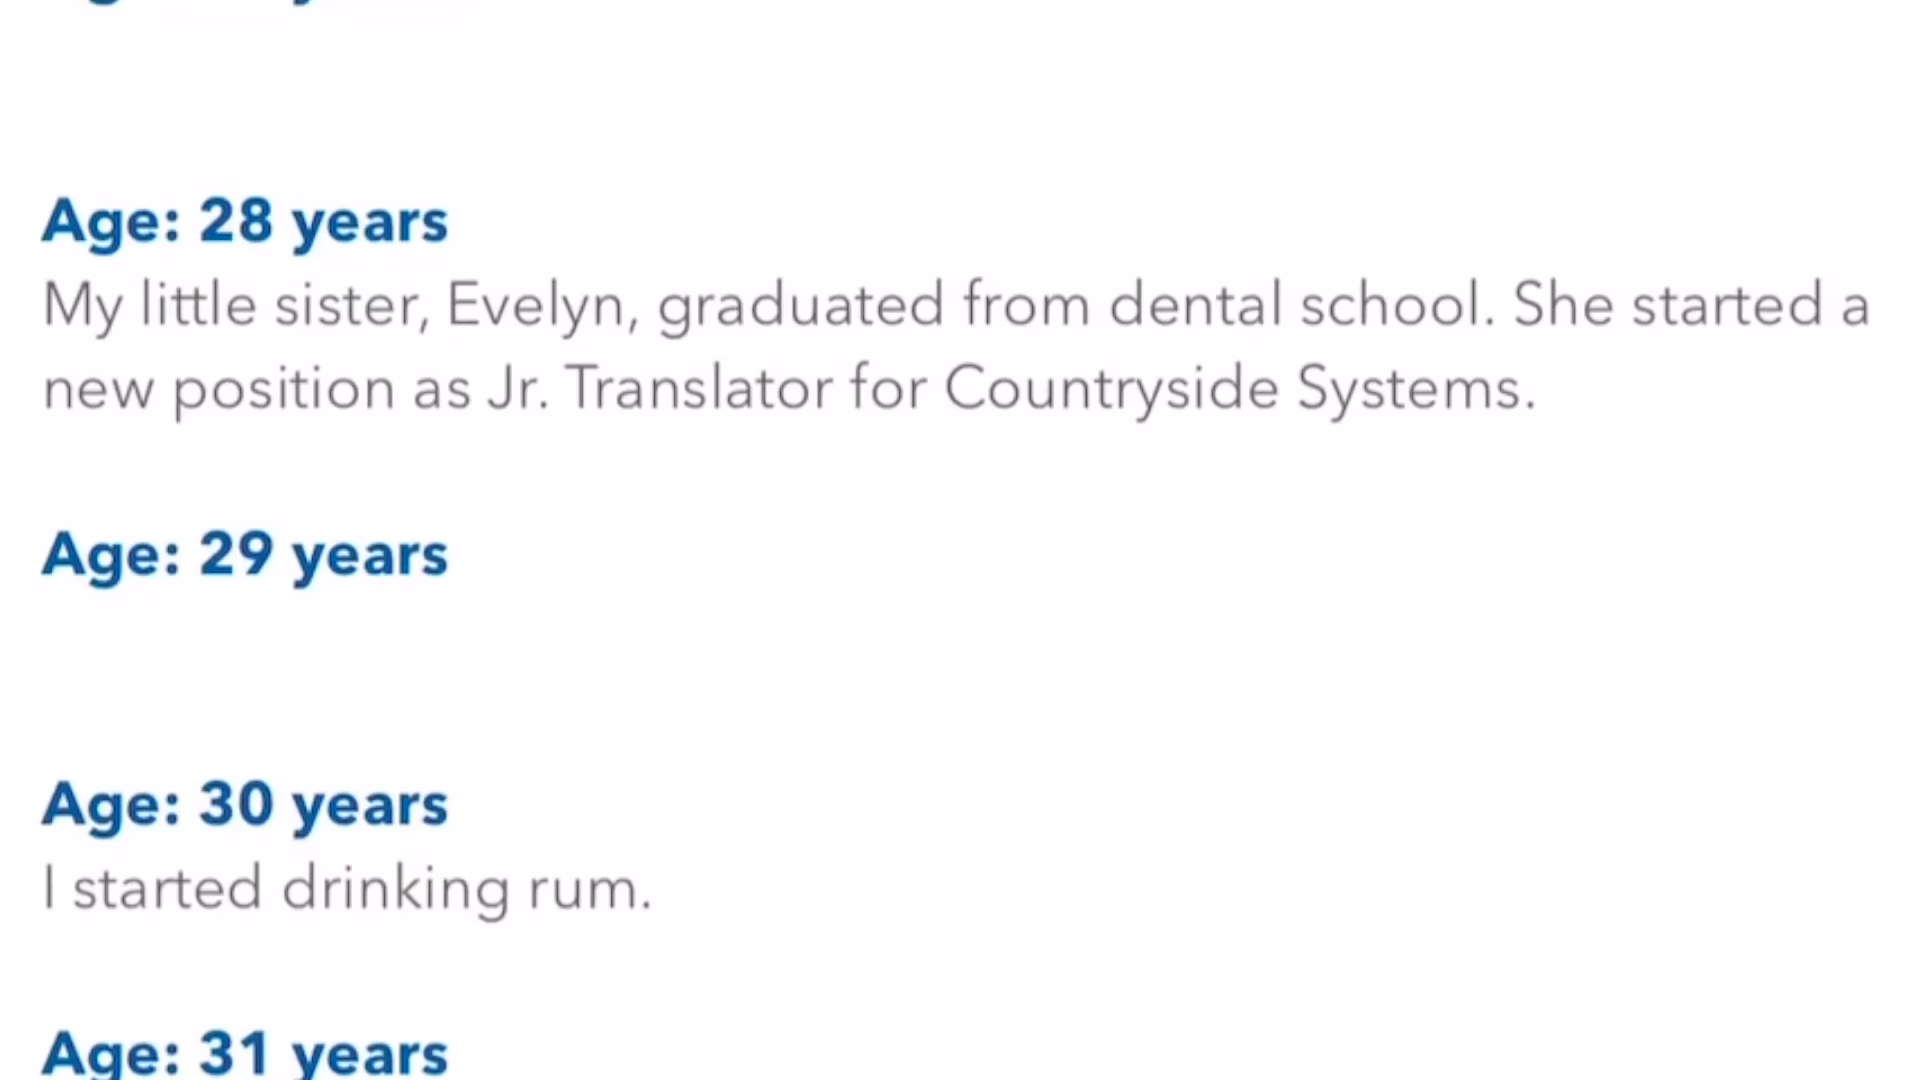 Age: 28 years
My little sister, Evelyn, graduated from dental school. She started a
new position as Jr. Translator for Countryside Systems.
Age: 29 years
Age: 30 years
I started drinking rum.
Age: 31 years